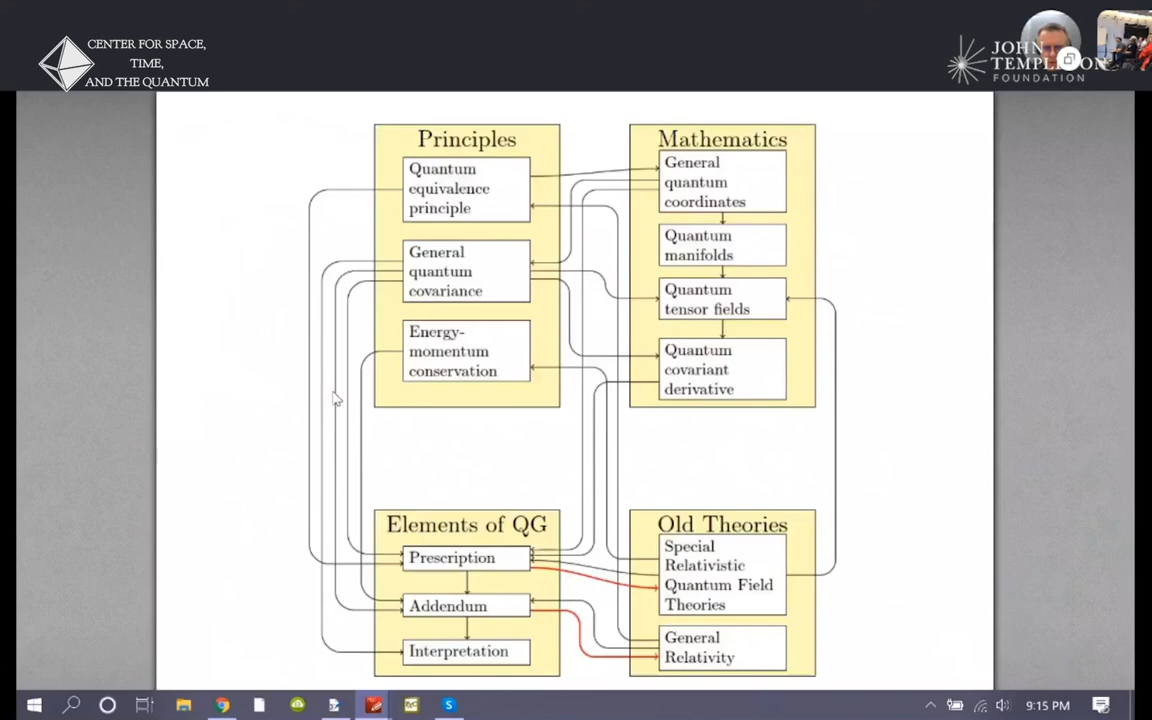 CENTER FOR SPACE,
TIME,
AND THE QUANTUM
JOHN
TEMPLETON
FOUNDATION
Principles
Quantum
equivalence
principle
General
quantum
covariance
Energy-
momentum
conservation
Mathematics
General
quantum
coordinates
Quantum
manifolds
Quantum
tensor fields
Quantum
covariant
derivative
Elements of QG
Prescription
Addendum
Interpretation
Old Theories
Special
Relativistic
Quantum Field
Theories
General
Relativity
9:15 PM